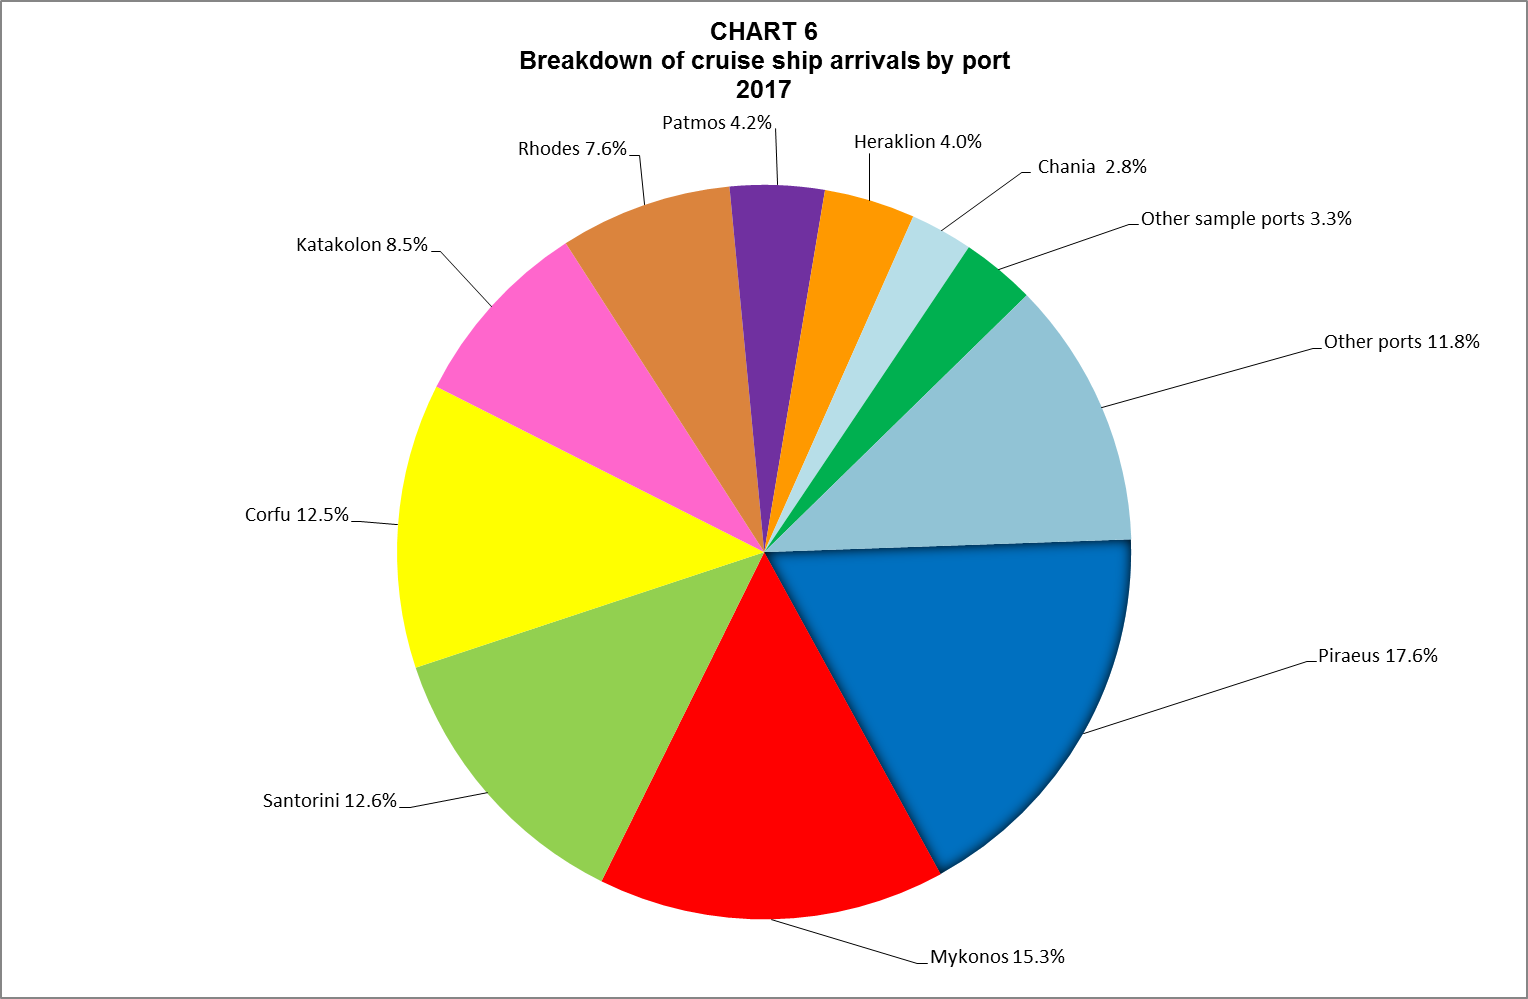 CHART 6
Breakdown of cruise ship arrivals by port
2017
Patmos 4.2%
Heraklion 4.0%
Rhodes 7.6%
Chania  2.8%
Other sample ports 3.3%
Katakolon 8.5%
Other ports 11.8%
Corfu 12.5%
Piraeus 17.6%
Santorini 12.6%
Mykonos 15.3%